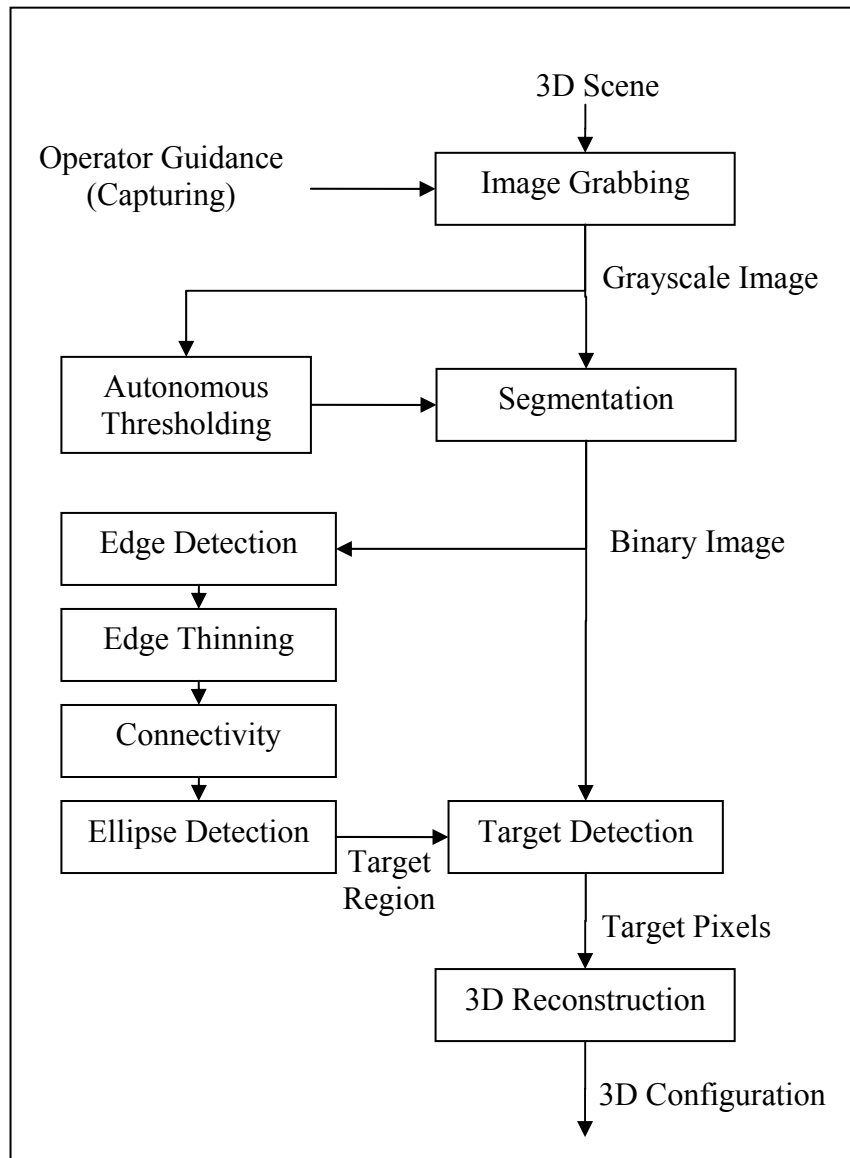 3D Scene
Operator Guidance
(Capturing)
Image Grabbing
Grayscale Image
Autonomous
Thresholding
Segmentation
Edge Detection
Binary Image
Edge Thinning
Connectivity
Ellipse Detection
Target Detection
Target
Region
Target Pixels
3D Reconstruction
3D Configuration